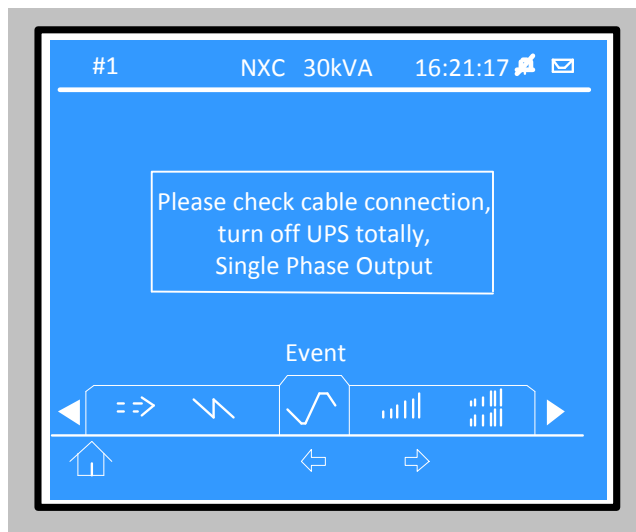 #1 NXC 30kVA 16:21:17
Please check cable connection,
turn off UPS totally,
Single Phase Output
Event